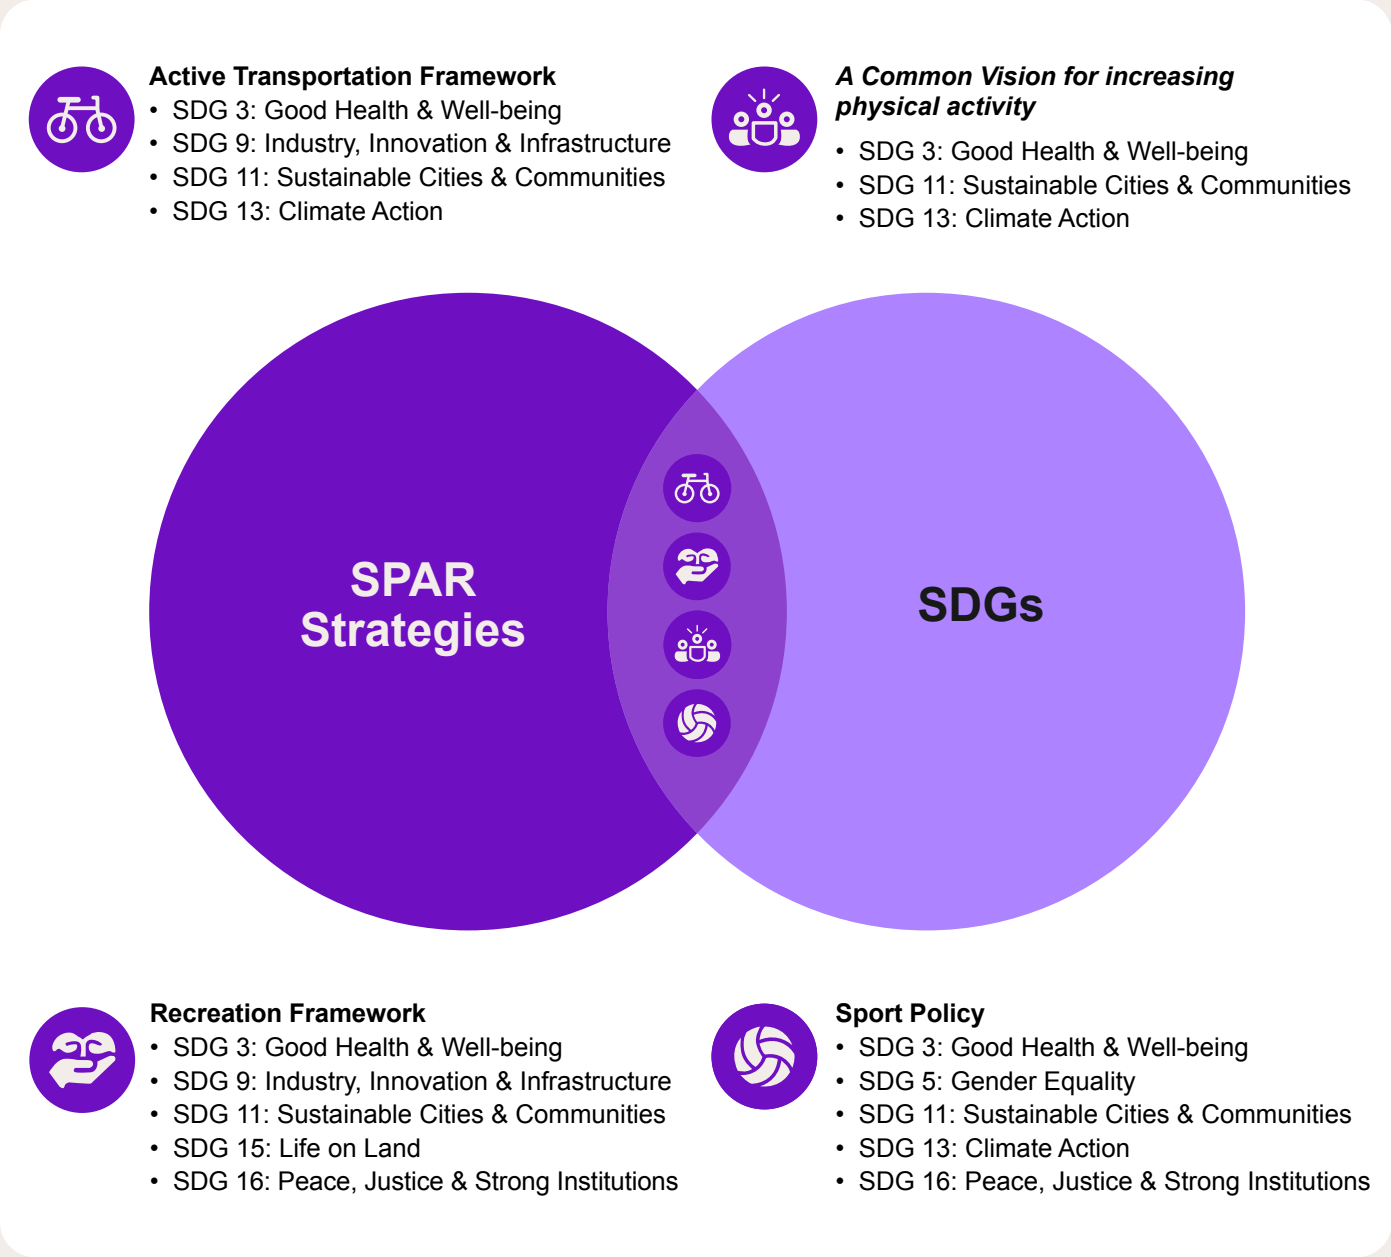 Active Transportation Framework
• SDG 3: Good Health & Well-being
• SDG 9: Industry, Innovation & Infrastructure
• SDG 11: Sustainable Cities & Communities
• SDG 13: Climate Action
A Common Vision for increasing
physical activity
• SDG 3: Good Health & Well-being
• SDG 11: Sustainable Cities & Communities
• SDG 13: Climate Action
SPAR
Strategies
SDGs
Recreation Framework
• SDG 3: Good Health & Well-being
• SDG 9: Industry, Innovation & Infrastructure
• SDG 11: Sustainable Cities & Communities
• SDG 15: Life on Land
• SDG 16: Peace, Justice & Strong Institutions
Sport Policy
• SDG 3: Good Health & Well-being
• SDG 5: Gender Equality
• SDG 11: Sustainable Cities & Communities
• SDG 13: Climate Action
• SDG 16: Peace, Justice & Strong Institutions